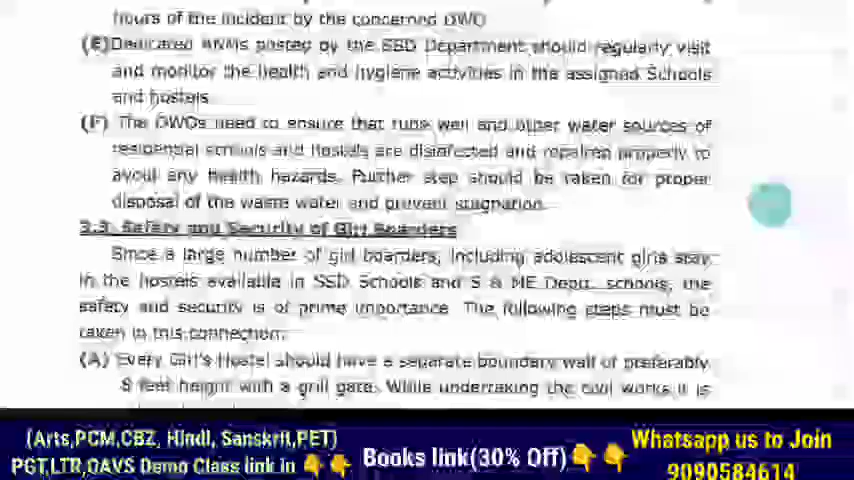 hours of the incident by the concerned DWO
(E)Dedicated ANMs posted by the SSD Department should regularly visit
and monitor the health and hygiene activities in the assigned Schools
and hostels
(F) The DWOs need to ensure that tube well and other water sources of
residential schools and hostels are disinfected and repaired properly to
avoid any health hazards. Further step should be taken for proper
disposal of the waste water and prevent stagnation.
3.3. Safety and Security of Girl Boarders
Since a large number of girl boarders, including adolescent girls stay
in the hostels available in SSD Schools and S & ME Dept. schools, the
safety and security is of prime importance. The following steps must be
taken in this connection.
(A) Every Girl's Hostel should have a separate boundary wall of preferably
8 feet height with a grill gate. While undertaking the civil works it is
(Arts,PCM,CBZ, Hindi, Sanskrit,PET)
PGT,LTR,OAVS Demo Class link in 👇👇
Books link(30% Off)👇👇
Whatsapp us to Join
9090584614